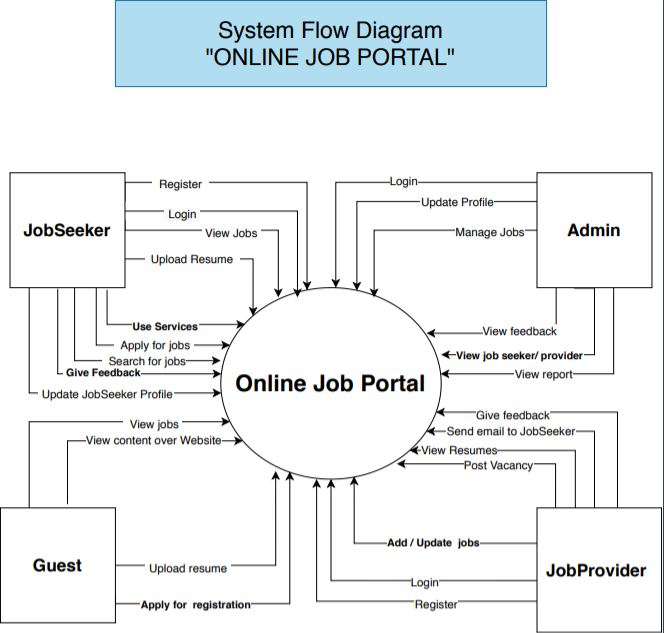 System Flow Diagram
"ONLINE JOB PORTAL"
JobSeeker
Register
Login
View Jobs
Upload Resume
Use Services
Apply for jobs
Search for jobs
Give Feedback
Update JobSeeker Profile
Admin
Login
Update Profile
Manage Jobs
View feedback
View job seeker/ provider
View report
Online Job Portal
Guest
View jobs
View content over Website
Upload resume
Apply for registration
JobProvider
Give feedback
Send email to JobSeeker
View Resumes
Post Vacancy
Add / Update jobs
Login
Register